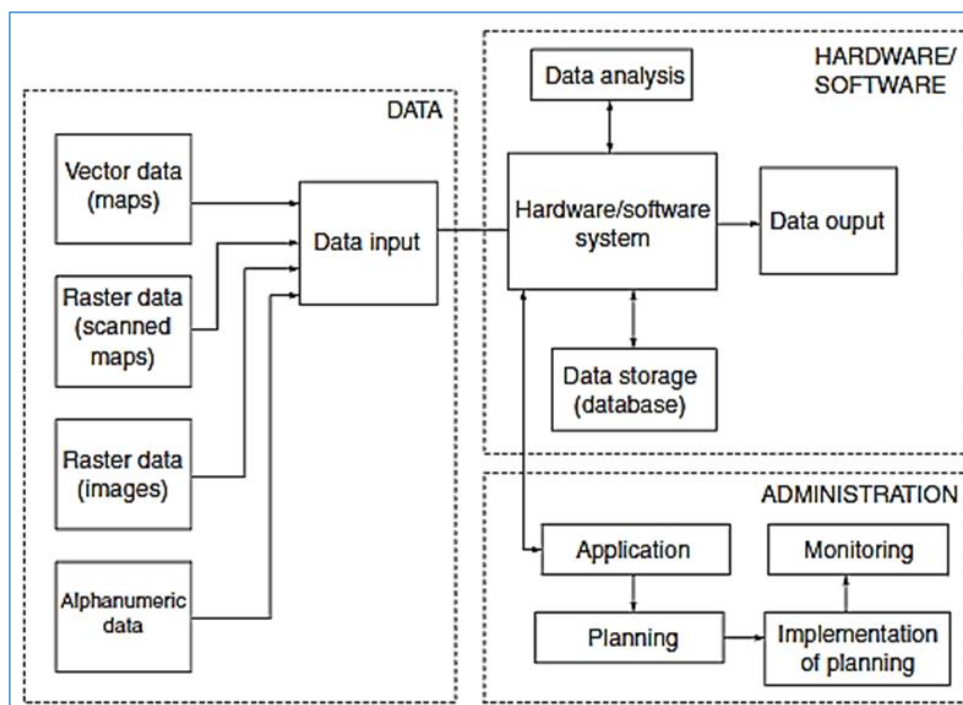 DATA
Vector data
(maps)
Raster data
(scanned
maps)
Raster data
(images)
Alphanumeric
data
Data input
HARDWARE/
SOFTWARE
Data analysis
Hardware/software
system
Data ouput
Data storage
(database)
ADMINISTRATION
Application
Monitoring
Planning
Implementation
of planning